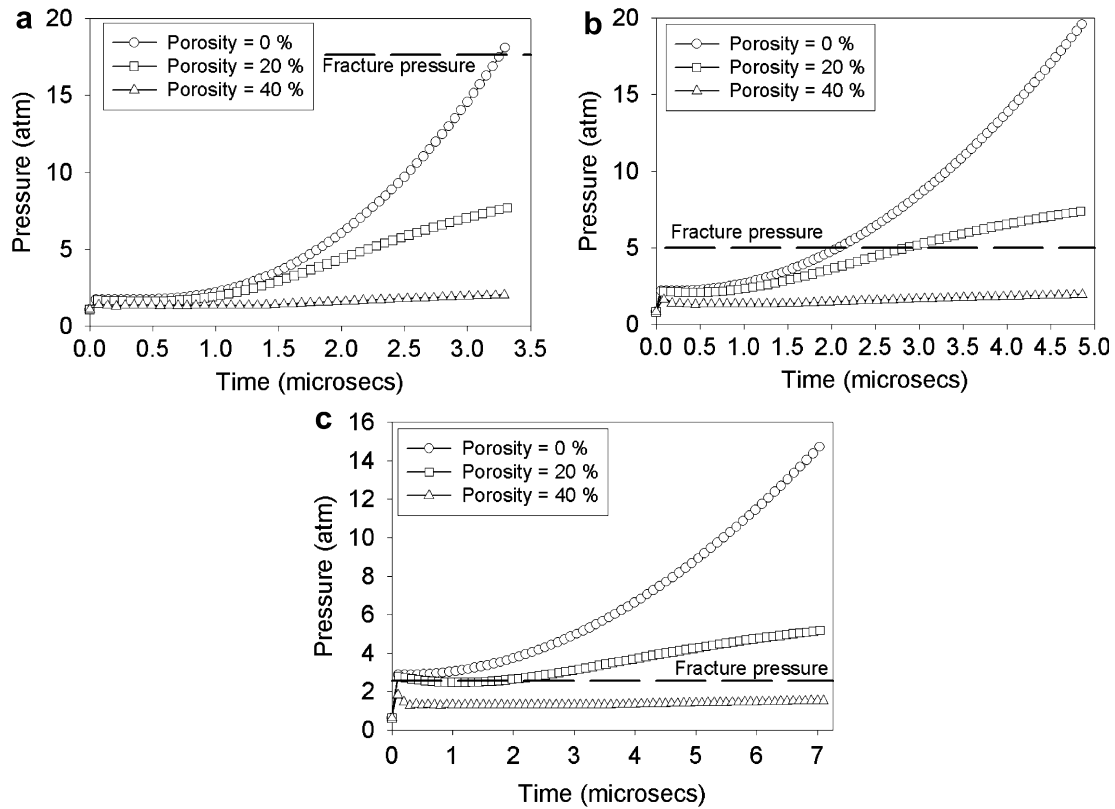 a
20
15
10
5
0
Pressure (atm)
Porosity = 0 %
Porosity = 20 %
Porosity = 40 %
Fracture pressure
0.0 0.5 1.0 1.5 2.0 2.5 3.0 3.5
Time (microsecs)
b
20
15
10
5
0
Pressure (atm)
Porosity = 0 %
Porosity = 20 %
Porosity = 40 %
Fracture pressure
0.0 0.5 1.0 1.5 2.0 2.5 3.0 3.5 4.0 4.5 5.0
Time (microsecs)
c
16
14
12
10
8
6
4
2
0
Pressure (atm)
Porosity = 0 %
Porosity = 20 %
Porosity = 40 %
Fracture pressure
0 1 2 3 4 5 6 7
Time (microsecs)